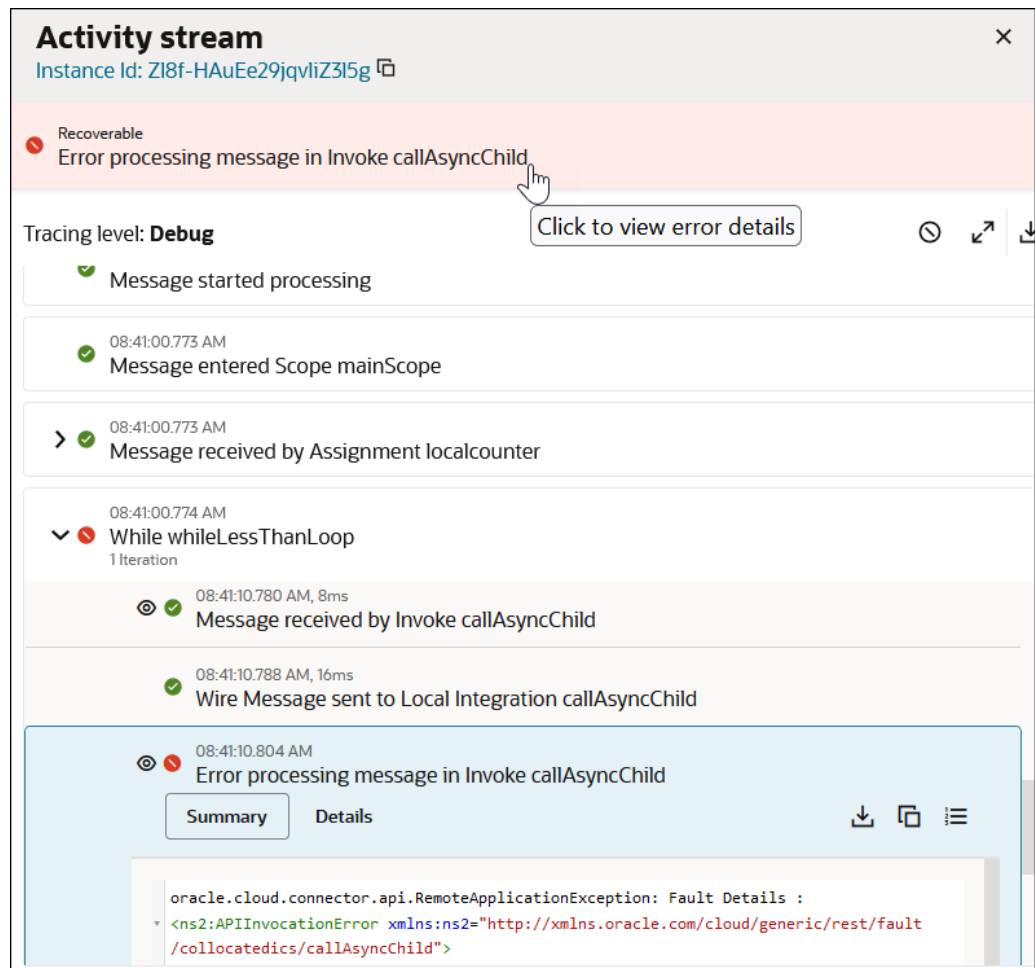 Activity stream
Instance Id: ZI8f-HAuEe29jqvIiZ3I5g
Recoverable
Error processing message in Invoke callAsyncChild
Click to view error details
Tracing level: Debug
Message started processing
08:41:00.773 AM
Message entered Scope mainScope
08:41:00.773 AM
Message received by Assignment localcounter
08:41:00.774 AM
While whileLessThanLoop
1 Iteration
08:41:10.780 AM, 8ms
Message received by Invoke callAsyncChild
08:41:10.788 AM, 16ms
Wire Message sent to Local Integration callAsyncChild
08:41:10.804 AM
Error processing message in Invoke callAsyncChild
Summary Details
oracle.cloud.connector.api.RemoteApplicationException: Fault Details :
<ns2:APIInvocationError xmlns:ns2="http://xmlns.oracle.com/cloud/generic/rest/fault
/collocatedics/callAsyncChild">